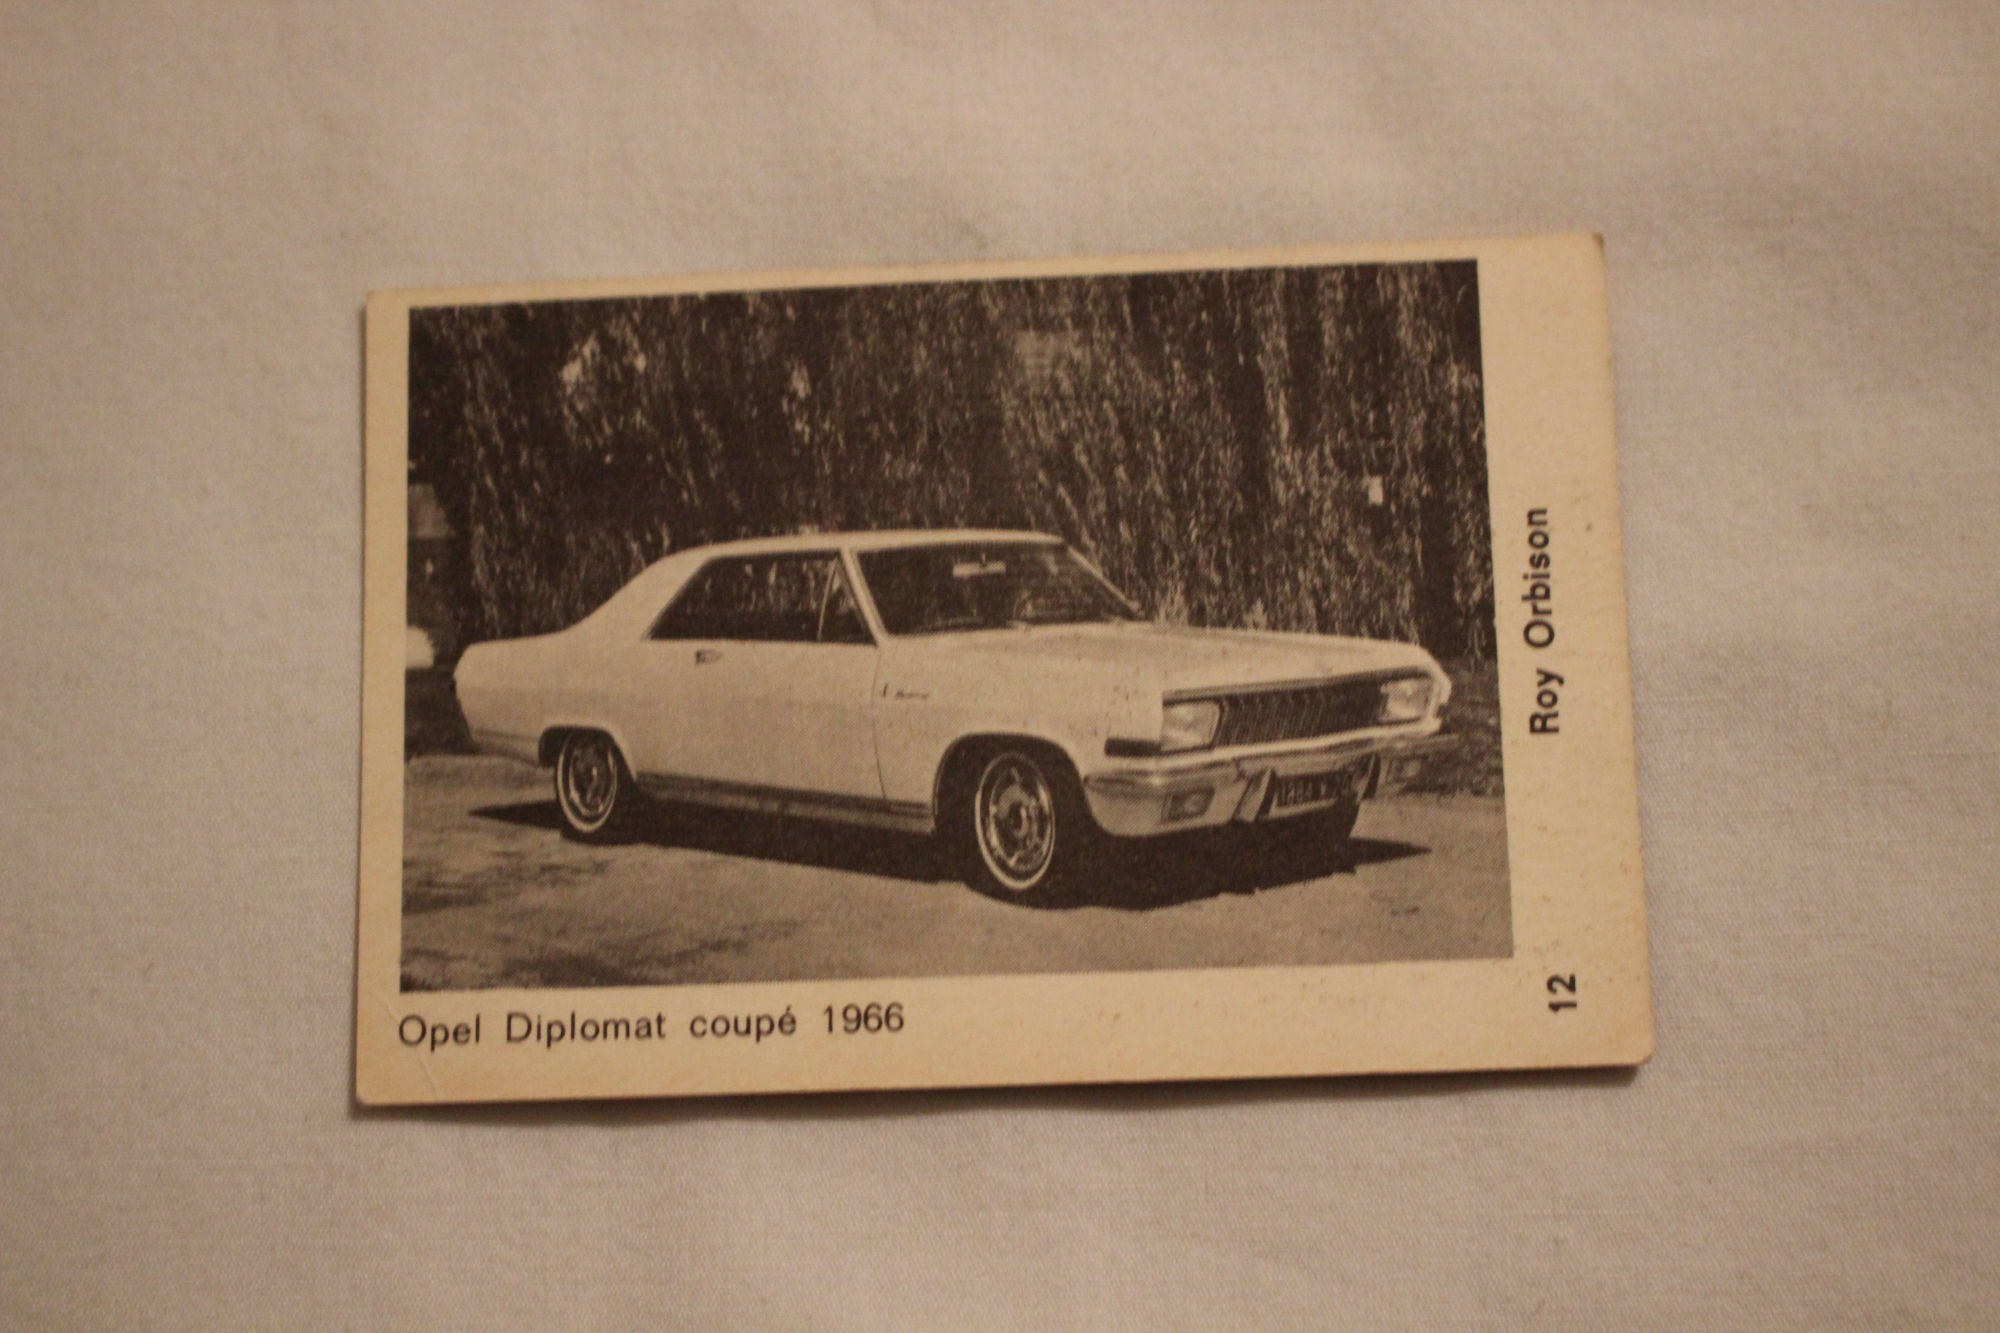 Opel Diplomat coupé 1966
Roy Orbison
12